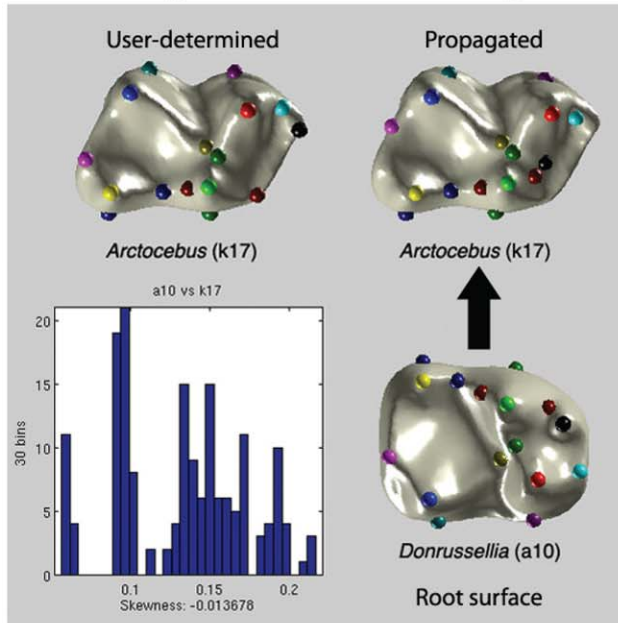 User-determined
Propagated
Arctocebus (k17)
Arctocebus (k17)
a10 vs k17
30 bins
20
15
10
5
0
0.1
0.15
0.2
Skewness: -0.013678
Donrussellia (a10)
Root surface